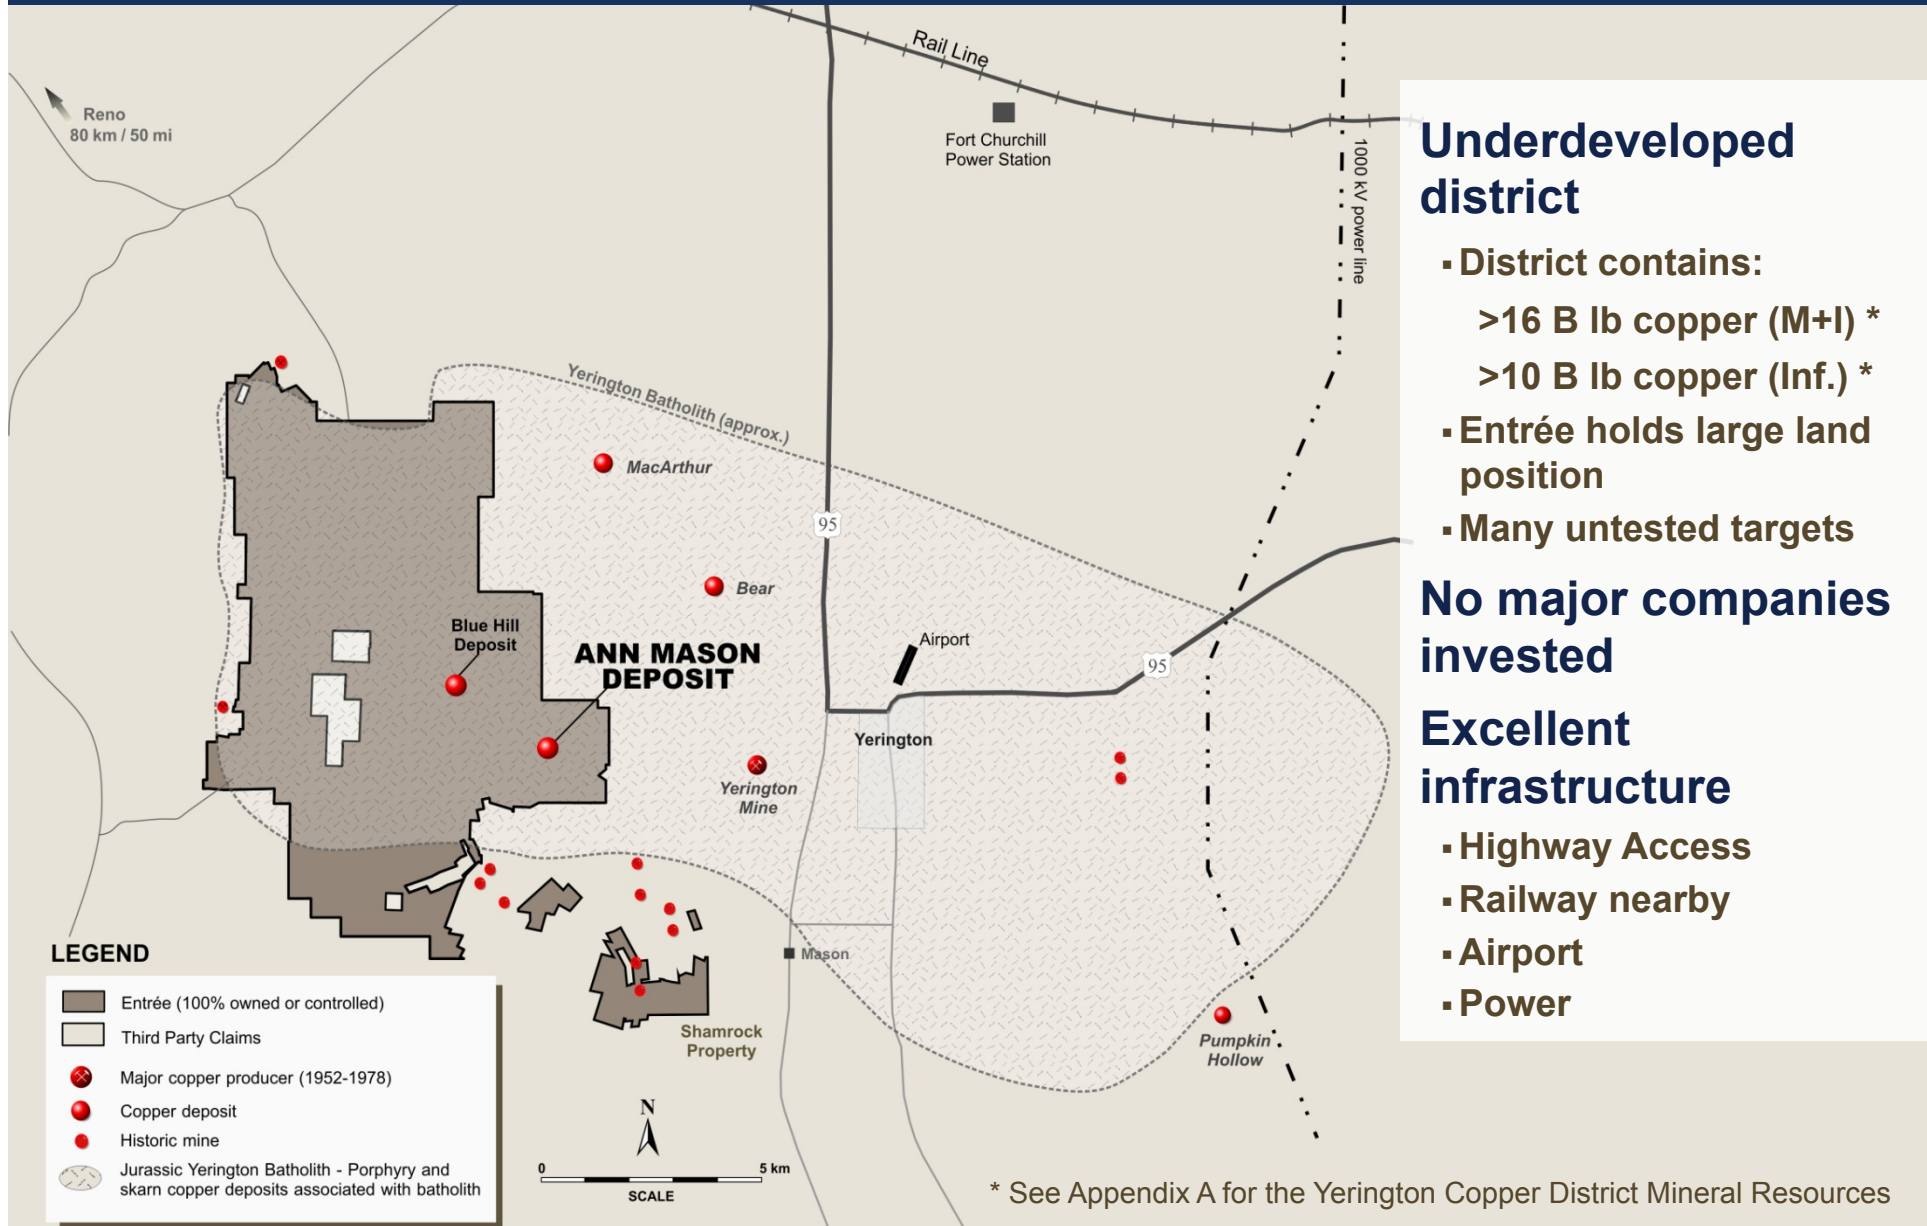 Rail Line
Reno
80 km / 50 mi
Fort Churchill
Power Station
1000 kV power line
Yerington Batholith (approx.)
MacArthur
95
Bear
Blue Hill
Deposit
ANN MASON
DEPOSIT
Airport
95
Yerington
Yerington
Mine
Mason
Shamrock
Property
Pumpkin
Hollow
LEGEND
Entrée (100% owned or controlled)
Third Party Claims
Major copper producer (1952-1978)
Copper deposit
Historic mine
Jurassic Yerington Batholith - Porphyry and
skarn copper deposits associated with batholith
N
0 5 km
SCALE
Underdeveloped
district
▪ District contains:
>16 B lb copper (M+I) *
>10 B lb copper (Inf.) *
▪ Entrée holds large land
position
▪ Many untested targets
No major companies
invested
Excellent
infrastructure
▪ Highway Access
▪ Railway nearby
▪ Airport
▪ Power
* See Appendix A for the Yerington Copper District Mineral Resources